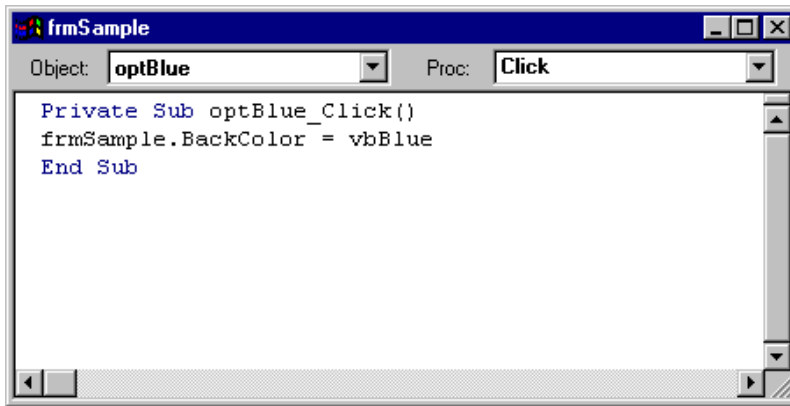 frmSample
Object: optBlue Proc: Click
Private Sub optBlue_Click()
frmSample.BackColor = vbBlue
End Sub